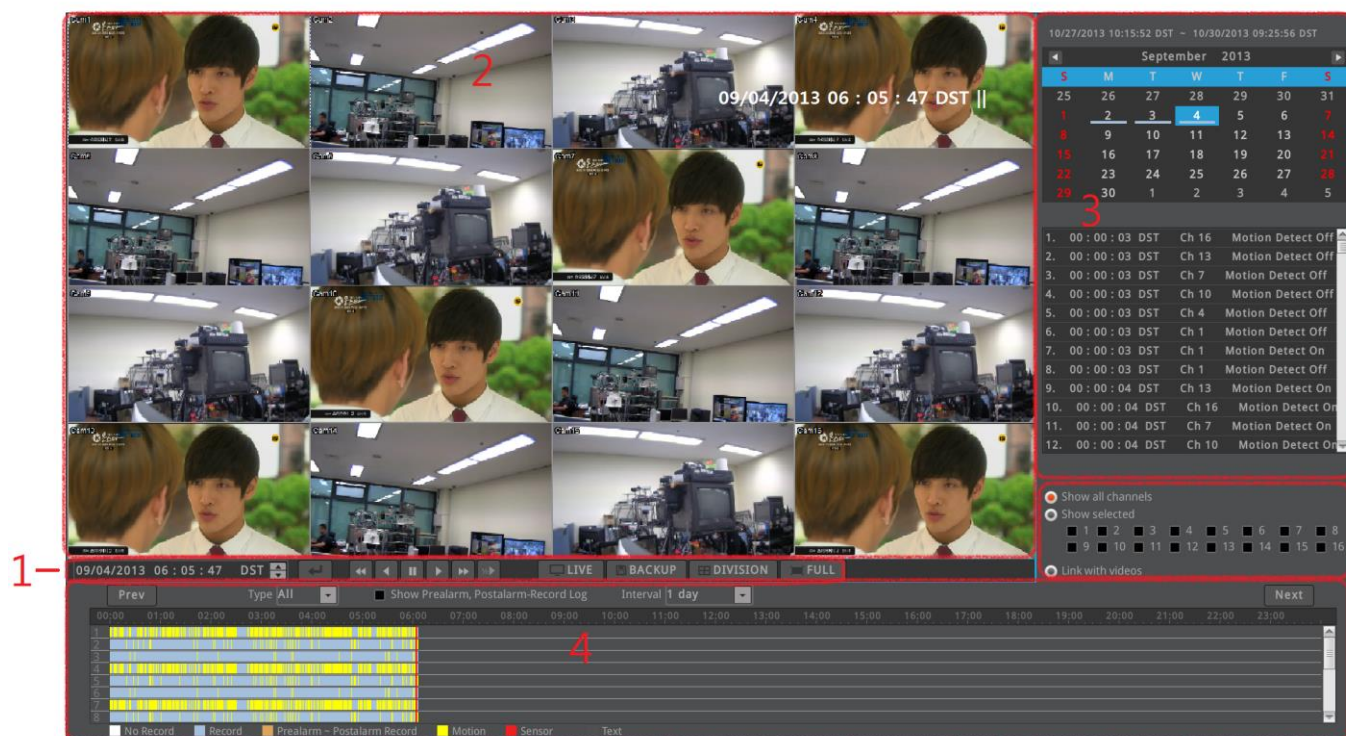 Cam1 Cam2 Cam3 Cam4
2
09/04/2013 06 : 05 : 47 DST ||
Cam6 Cam7 Cam8
Cam9 Cam10 Cam11 Cam12
Cam13 Cam14 Cam15
10/27/2013 10:15:52 DST ~ 10/30/2013 09:25:56 DST
September 2013
S M T W T F S
25 26 27 28 29 30 31
1 2 3 4 5 6 7
8 9 10 11 12 13 14
15 16 17 18 19 20 21
22 23 24 25 26 27 28
29 30 1 2 3 4 5
3
1. 00 : 00 : 03 DST Ch 16 Motion Detect Off
2. 00 : 00 : 03 DST Ch 13 Motion Detect Off
3. 00 : 00 : 03 DST Ch 7 Motion Detect Off
4. 00 : 00 : 03 DST Ch 10 Motion Detect Off
5. 00 : 00 : 03 DST Ch 4 Motion Detect Off
6. 00 : 00 : 03 DST Ch 1 Motion Detect Off
7. 00 : 00 : 03 DST Ch 1 Motion Detect On
8. 00 : 00 : 03 DST Ch 1 Motion Detect Off
9. 00 : 00 : 04 DST Ch 13 Motion Detect On
10. 00 : 00 : 04 DST Ch 16 Motion Detect On
11. 00 : 00 : 04 DST Ch 7 Motion Detect On
12. 00 : 00 : 04 DST Ch 10 Motion Detect On
Show all channels
Show selected
1 2 3 4 5 6 7 8
9 10 11 12 13 14 15 16
Link with videos
1
09/04/2013 06 : 05 : 47 DST LIVE BACKUP DIVISION FULL
Prev Type All Show Prealarm, Postalarm-Record Log Interval 1 day Next
00:00 01:00 02:00 03:00 04:00 05:00 06:00 07:00 08:00 09:00 10:00 11:00 12:00 13:00 14:00 15:00 16:00 17:00 18:00 19:00 20:00 21:00 22:00 23:00
4
1
2
3
4
5
6
7
8
No Record Record Prealarm ~ Postalarm Record Motion Sensor Text